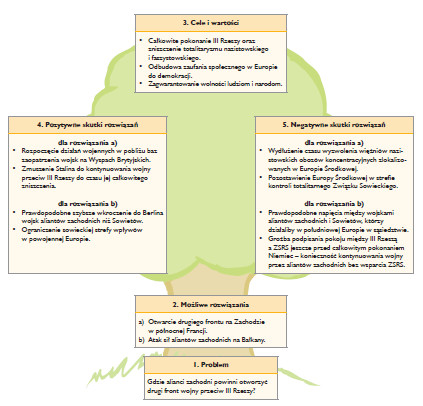 3. Cele i wartości
• Całkowite pokonanie III Rzeszy oraz
zniszczenie totalitaryzmu nazistowskiego
i faszystowskiego.
• Odbudowa zaufania społecznego w Europie
do demokracji.
• Zagwarantowanie wolności ludziom i narodom.
4. Pozytywne skutki rozwiązań
dla rozwiązania a)
• Rozpoczęcie działań wojennych w pobliżu baz
zaopatrzenia wojsk na Wyspach Brytyjskich.
• Zmuszenie Stalina do kontynuowania wojny
przeciw III Rzeszy do czasu jej całkowitego
zniszczenia.
dla rozwiązania b)
• Prawdopodobne szybsze wkroczenie do Berlina
wojsk aliantów zachodnich niż Sowietów.
• Ograniczenie sowieckiej strefy wpływów
w powojennej Europie.
5. Negatywne skutki rozwiązań
dla rozwiązania a)
• Wydłużenie czasu wyzwolenia więźniów nazi-
stowskich obozów koncentracyjnych zlokalizo-
wanych w Europie Środkowej.
• Pozostawienie Europy Środkowej w strefie
kontroli totalitarnego Związku Sowieckiego.
dla rozwiązania b)
• Prawdopodobne napięcia między wojskami
aliantów zachodnich i Sowietów, którzy
działaliby w południowej Europie w sąsiedztwie.
• Groźba podpisania pokoju między III Rzeszą
a ZSRS jeszcze przed całkowitym pokonaniem
Niemiec – konieczność kontynuowania wojny
przez aliantów zachodnich bez wsparcia ZSRS.
2. Możliwe rozwiązania
a) Otwarcie drugiego frontu na Zachodzie
w północnej Francji.
b) Atak sił aliantów zachodnich na Bałkany.
1. Problem
Gdzie alianci zachodni powinni otworzyć
drugi front wojny przeciw III Rzeszy?